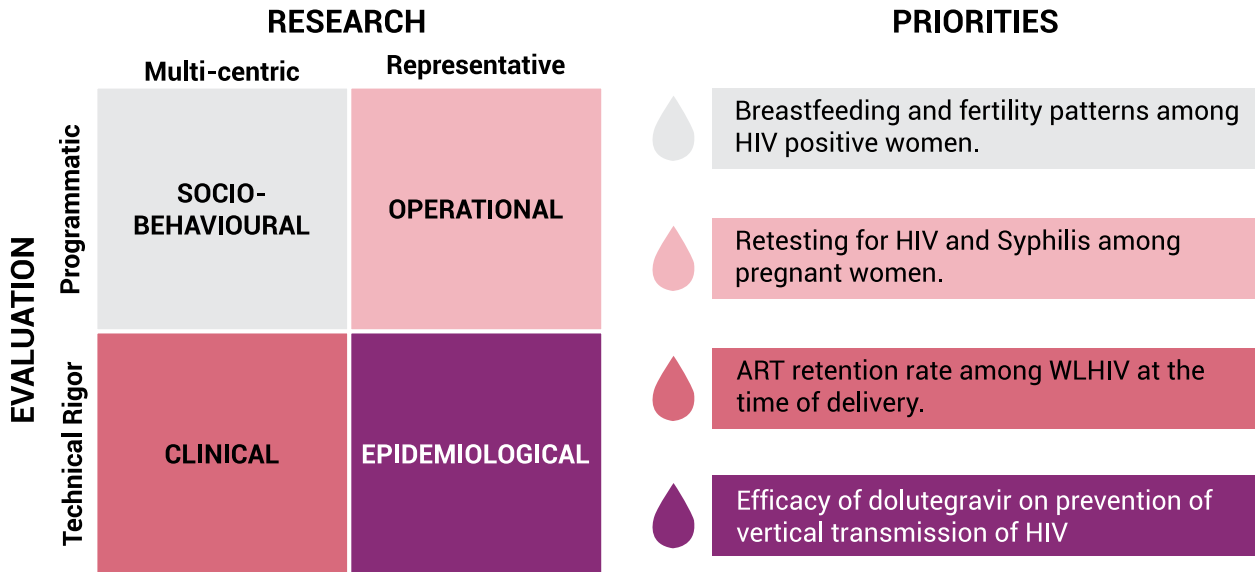 RESEARCH
Multi-centric
Representative
EVALUATION
Programmatic
Technical Rigor
SOCIO-
BEHAVIOURAL
OPERATIONAL
CLINICAL
EPIDEMIOLOGICAL
PRIORITIES
Breastfeeding and fertility patterns among
HIV positive women.
Retesting for HIV and Syphilis among
pregnant women.
ART retention rate among WLHIV at the
time of delivery.
Efficacy of dolutegravir on prevention of
vertical transmission of HIV